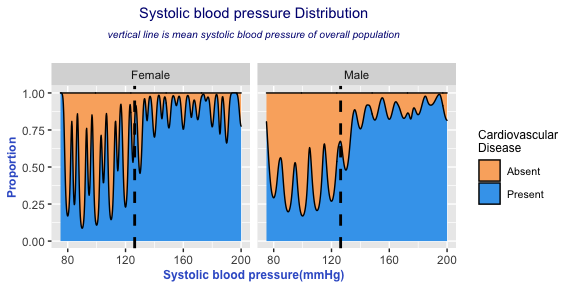 Systolic blood pressure Distribution
vertical line is mean systolic blood pressure of overall population
Female
Male
1.00
0.75
0.50
0.25
0.00
Proportion
80
120
160
200
80
120
160
200
Systolic blood pressure(mmHg)
Cardiovascular
Disease
Absent
Present